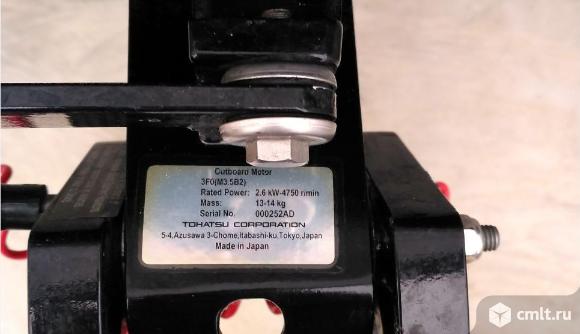 Outboard Motor
3F0(M3.5B2)
Rated Power: 2.6 kW-4750 r/min
Mass: 13-14 kg
Serial No. 000252AD
TOHATSU CORPORATION
5-4,Azusawa 3-Chome,Itabashi-ku,Tokyo,Japan
Made in Japan
cmlt.ru